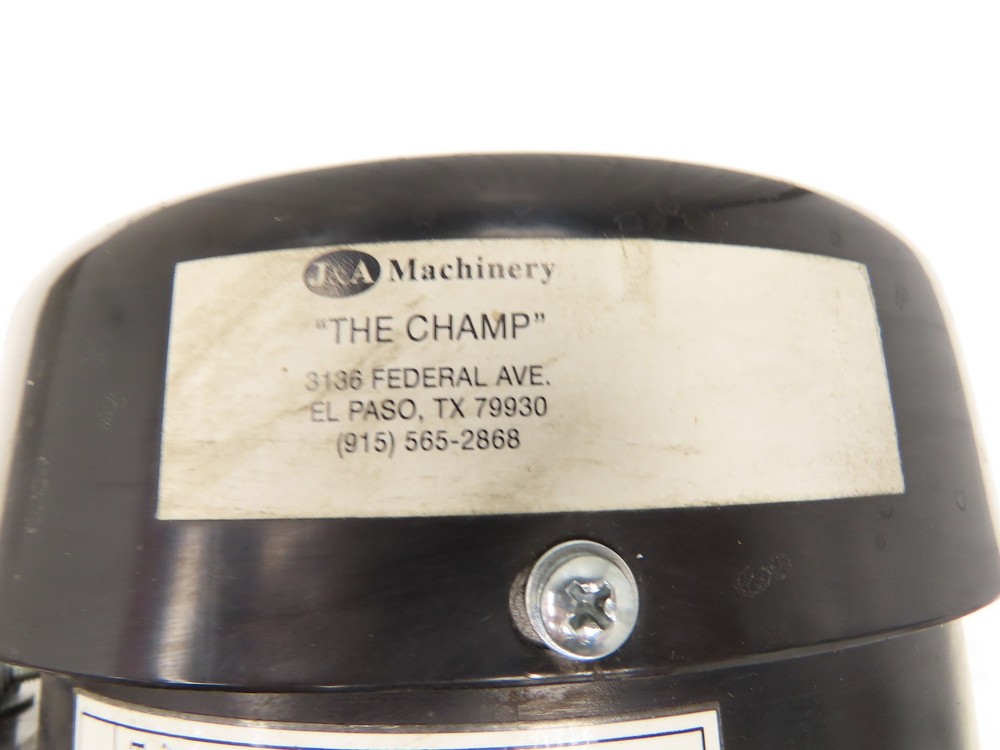 J&A Machinery
"THE CHAMP"
3136 FEDERAL AVE.
EL PASO, TX 79930
(915) 565-2868